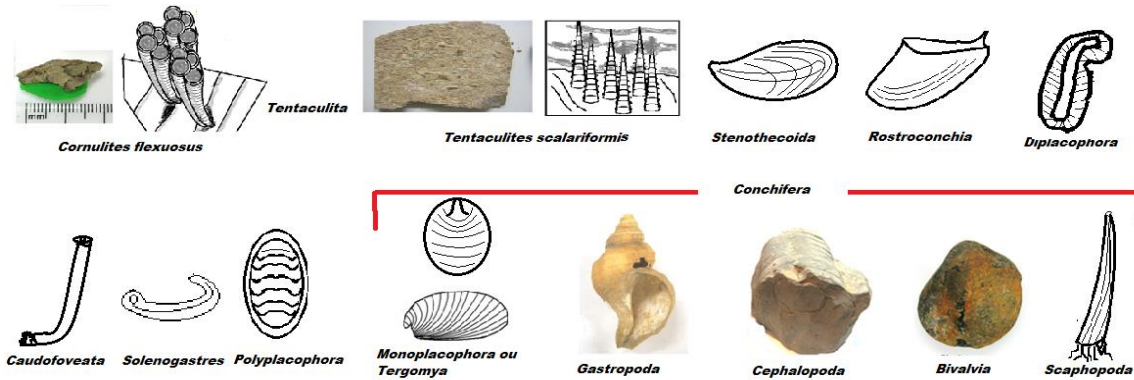 mm
Cornulites flexuosus
Tentaculita
Tentaculites scalariformis
Stenothecoida
Rostroconchia
Diplacophora
Conchifera
Caudofoveata
Solenogastres
Polyplacophora
Monoplacophora ou
Tergomya
Gastropoda
Cephalopoda
Bivalvia
Scaphopoda